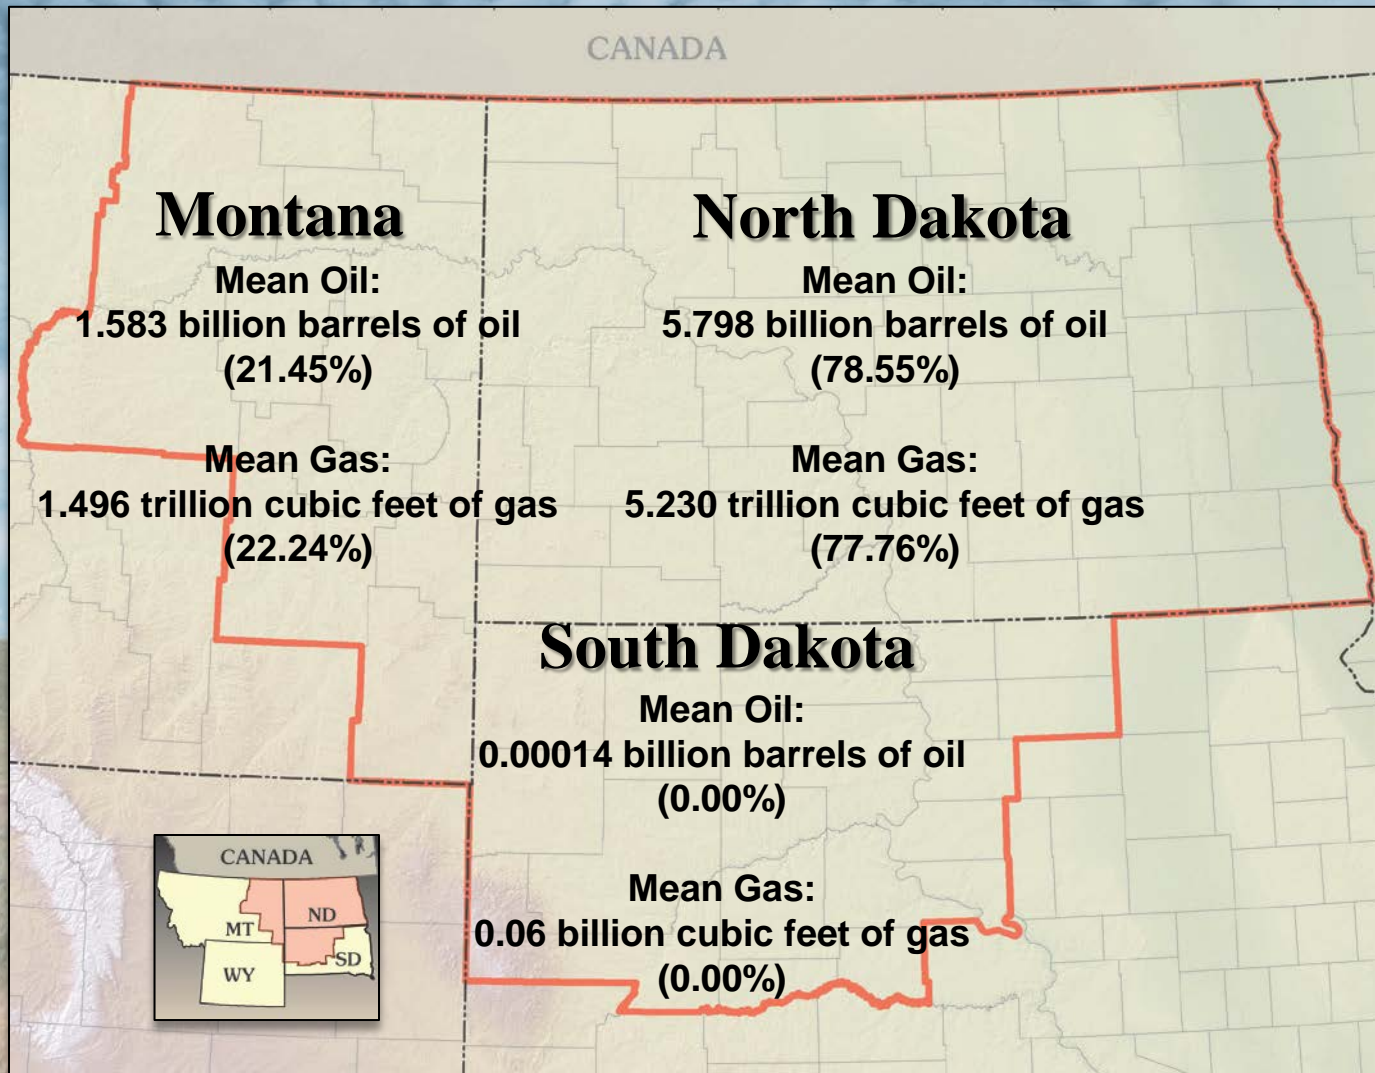 CANADA
Montana
Mean Oil:
1.583 billion barrels of oil
(21.45%)
Mean Gas:
1.496 trillion cubic feet of gas
(22.24%)
North Dakota
Mean Oil:
5.798 billion barrels of oil
(78.55%)
Mean Gas:
5.230 trillion cubic feet of gas
(77.76%)
South Dakota
Mean Oil:
0.00014 billion barrels of oil
(0.00%)
Mean Gas:
0.06 billion cubic feet of gas
(0.00%)
CANADA
MT
ND
WY
SD